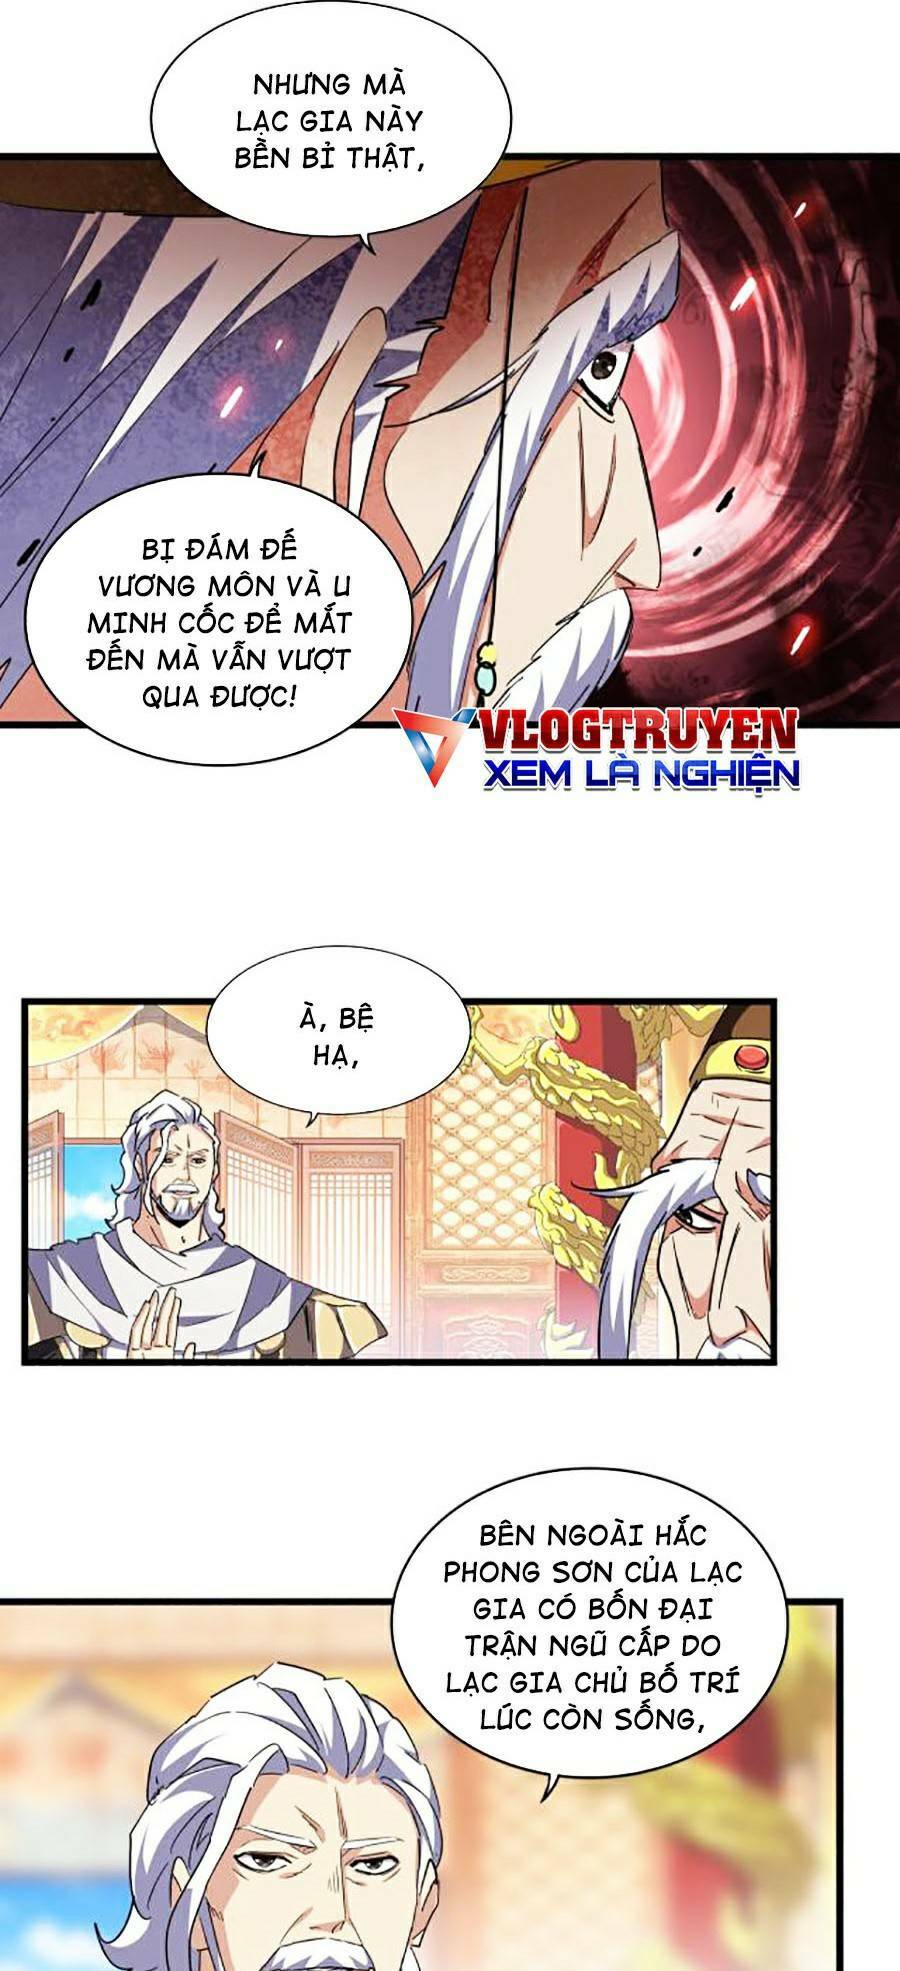 NHƯNG MÀ
LẠC GIA NÀY
BỀN BỈ THẬT,
BỊ ĐÁM ĐẾ
VƯƠNG MÔN VÀ U
MINH CỐC ĐỂ MẮT
ĐẾN MÀ VẪN VƯỢT
QUA ĐƯỢC!
VLOGTRUYEN
XEM LÀ NGHIỆN
À, BỆ
HẠ,
BÊN NGOÀI HẮC
PHONG SƠN CỦA LẠC
GIA CÓ BỐN ĐẠI
TRẬN NGŨ CẤP DO
LẠC GIA CHỦ BỐ TRÍ
LÚC CÒN SỐNG,